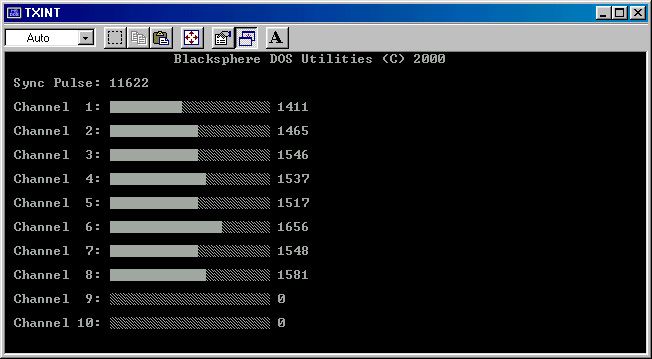 TXINT
Auto
A
Blacksphere DOS Utilities (C) 2000
Sync Pulse: 11622
Channel 1: 1411
Channel 2: 1465
Channel 3: 1546
Channel 4: 1537
Channel 5: 1517
Channel 6: 1656
Channel 7: 1548
Channel 8: 1581
Channel 9: 0
Channel 10: 0